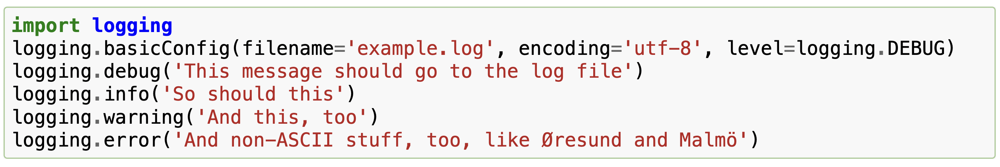 import logging
logging.basicConfig(filename='example.log', encoding='utf-8', level=logging.DEBUG)
logging.debug('This message should go to the log file')
logging.info('So should this')
logging.warning('And this, too')
logging.error('And non-ASCII stuff, too, like Øresund and Malmö')